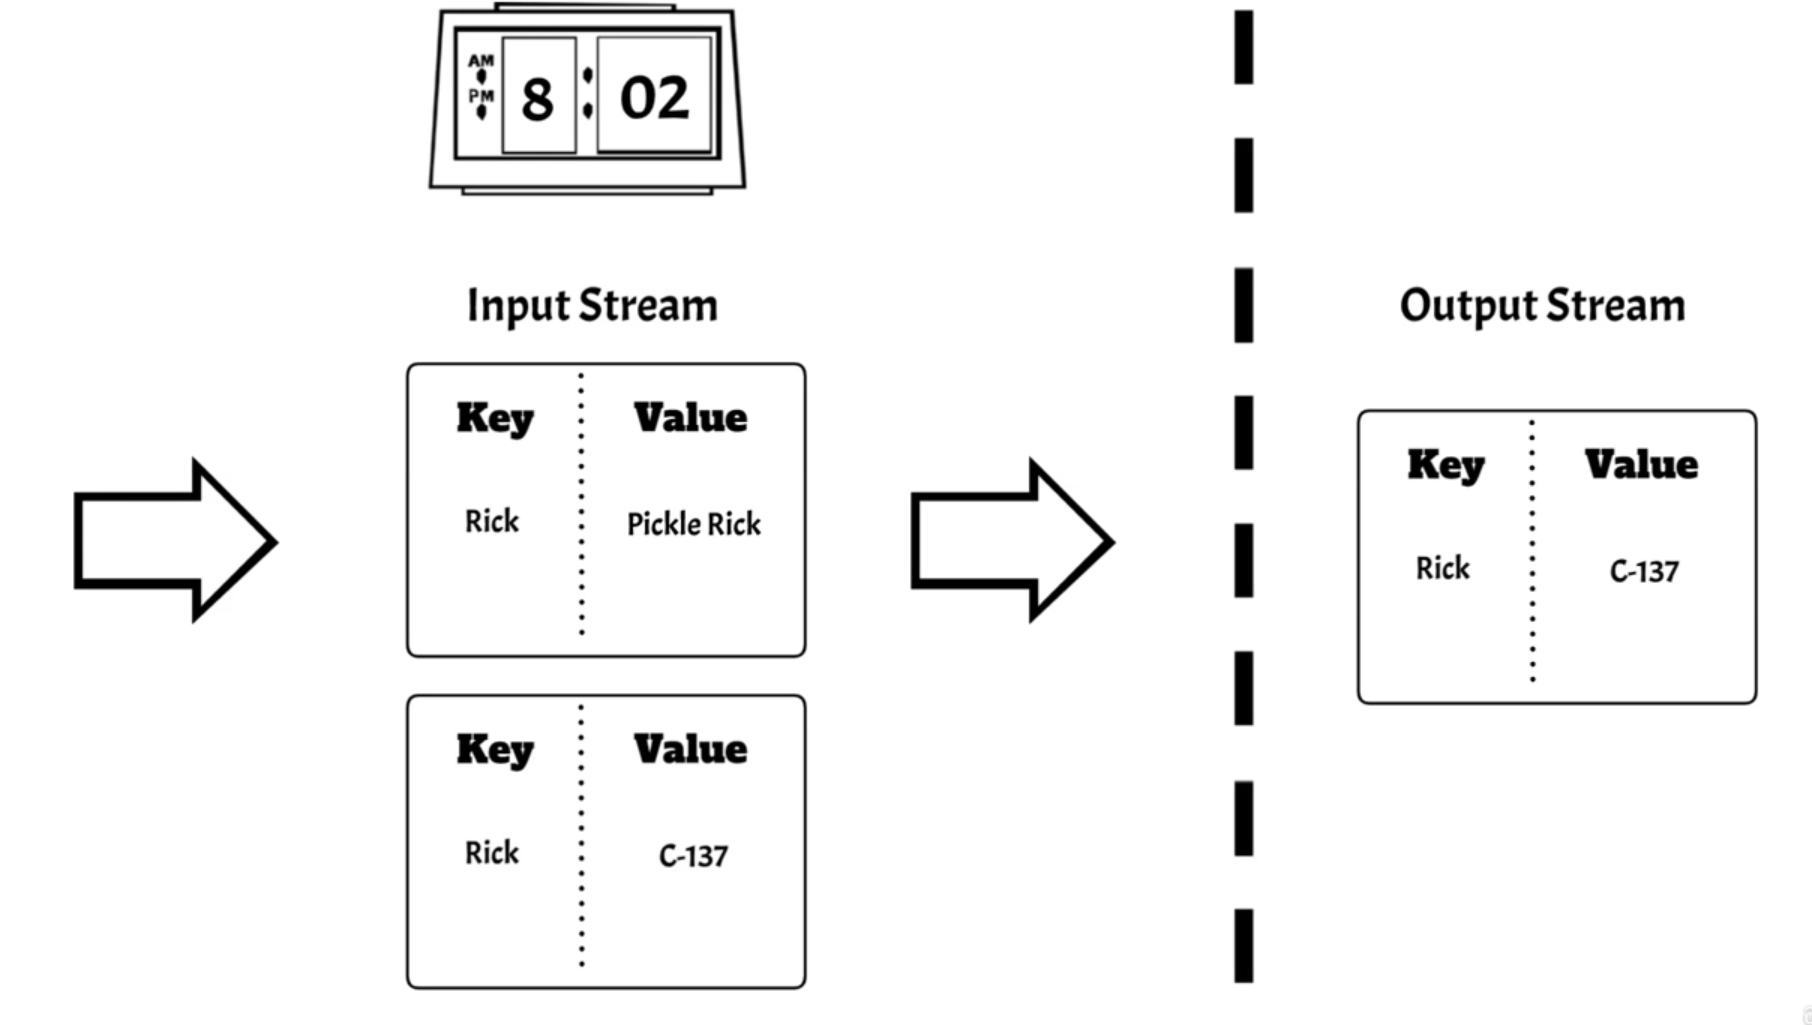 AM
PM
8 : 02
Input Stream
Output Stream
Key Value
Rick Pickle Rick
Key Value
Rick C-137
Key Value
Rick C-137